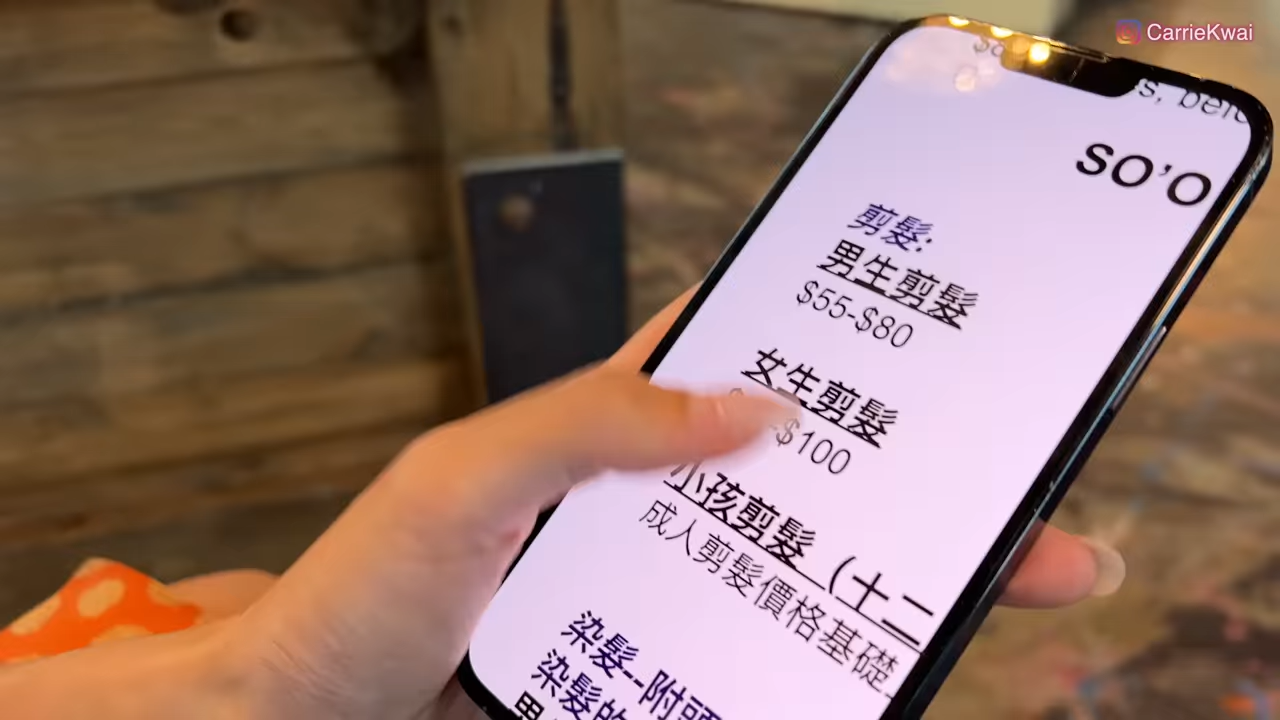 CarrieKwai
SO'O
剪髮:
男生剪髮
$55-$80
女生剪髮
-$100
小孩剪髮 (十二
成人剪髮價格基礎
染髮--附
染髮的